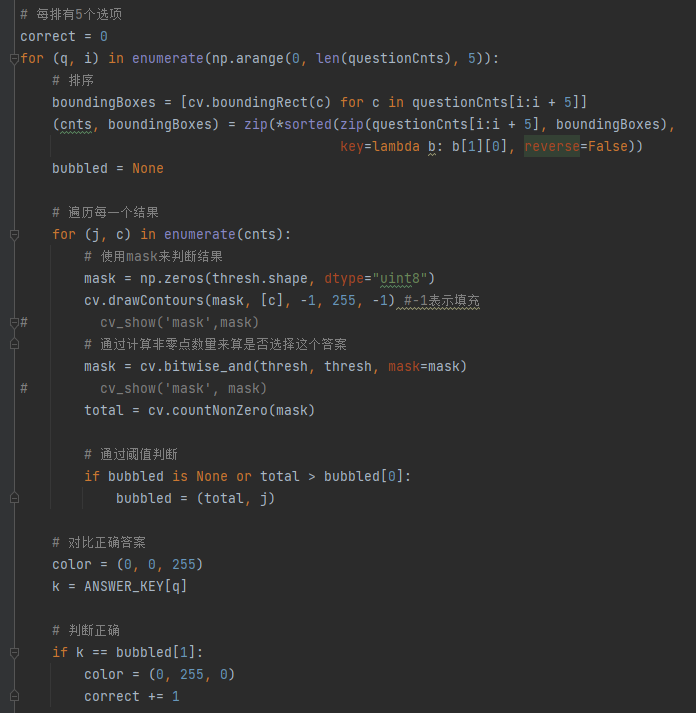 # 每排有5个选项
correct = 0
for (q, i) in enumerate(np.arange(0, len(questionCnts), 5)):
    # 排序
    boundingBoxes = [cv.boundingRect(c) for c in questionCnts[i:i + 5]]
    (cnts, boundingBoxes) = zip(*sorted(zip(questionCnts[i:i + 5], boundingBoxes),
                                        key=lambda b: b[1][0], reverse=False))
    bubbled = None
    # 遍历每一个结果
    for (j, c) in enumerate(cnts):
        # 使用mask来判断结果
        mask = np.zeros(thresh.shape, dtype="uint8")
        cv.drawContours(mask, [c], -1, 255, -1) #-1表示填充
#         cv_show('mask',mask)
        # 通过计算非零点数量来算是否选择这个答案
        mask = cv.bitwise_and(thresh, thresh, mask=mask)
#         cv_show('mask', mask)
        total = cv.countNonZero(mask)
        # 通过阈值判断
        if bubbled is None or total > bubbled[0]:
            bubbled = (total, j)
    # 对比正确答案
    color = (0, 0, 255)
    k = ANSWER_KEY[q]
    # 判断正确
    if k == bubbled[1]:
        color = (0, 255, 0)
        correct += 1